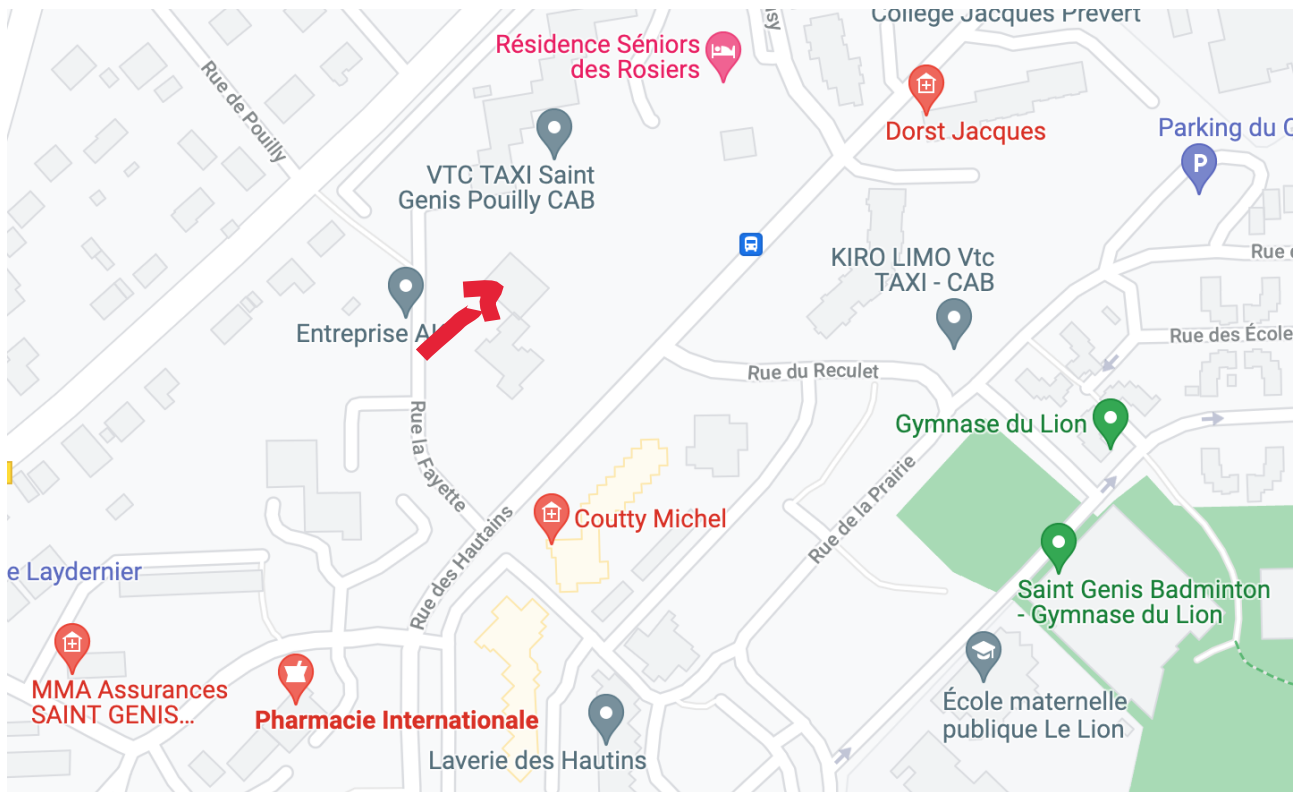 Collège Jacques Prévert
Résidence Séniors
des Rosiers
Rue de Pouilly
Dorst Jacques
Parking du
VTC TAXI Saint
Genis Pouilly CAB
KIRO LIMO Vtc
TAXI - CAB
Rue
Entreprise
Rue des École
Rue du Reculet
Gymnase du Lion
Rue la Fayette
Coutty Michel
Rue de la Prairie
Rue des Hautains
e Laydernier
Saint Genis Badminton
- Gymnase du Lion
MMA Assurances
SAINT GENIS...
Pharmacie Internationale
École maternelle
publique Le Lion
Laverie des Hautins
P